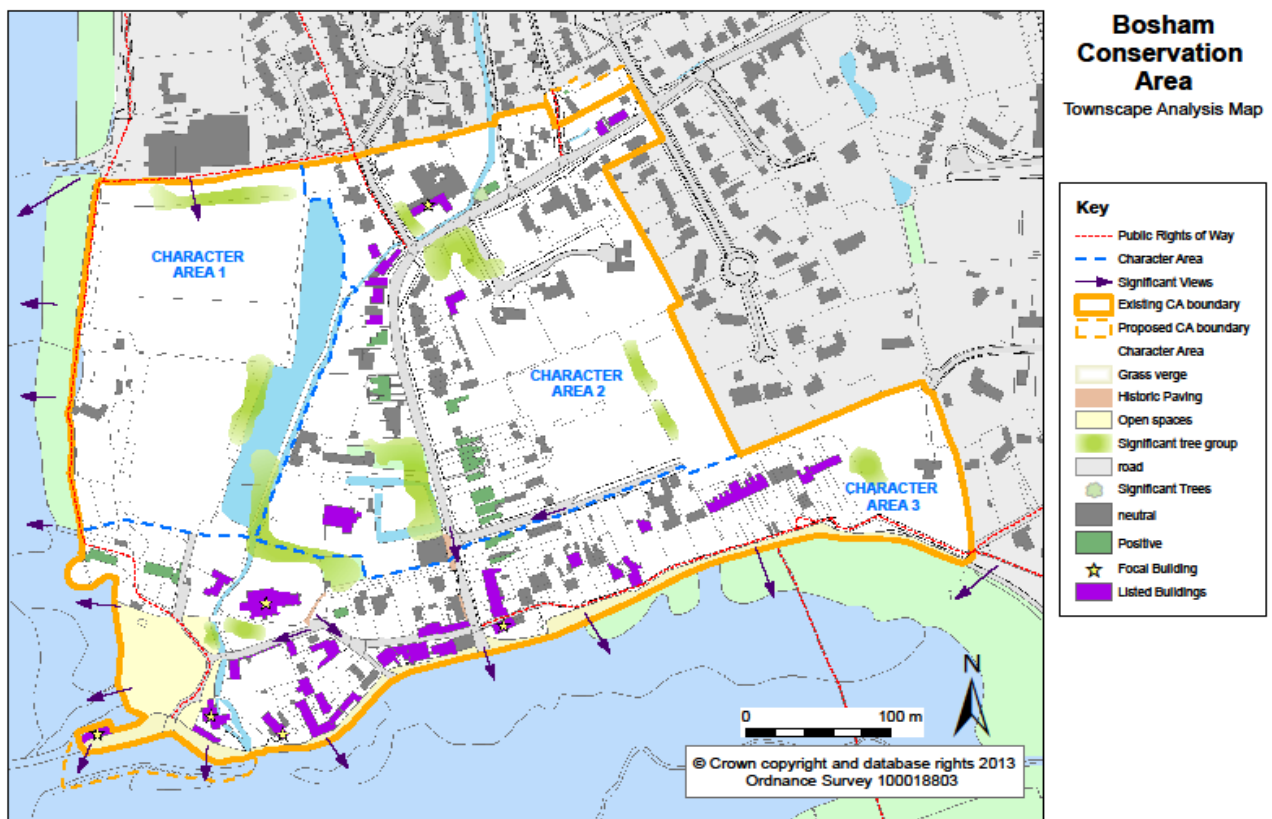 Bosham
Conservation
Area
Townscape Analysis Map
Key
Public Rights of Way
Character Area
Significant Views
Existing CA boundary
Proposed CA boundary
Character Area
Grass verge
Historic Paving
Open spaces
Significant tree group
road
Significant Trees
neutral
Positive
Focal Building
Listed Buildings
CHARACTER
AREA 1
CHARACTER
AREA 2
CHARACTER
AREA 3
N
0 100 m
© Crown copyright and database rights 2013
Ordnance Survey 100018803